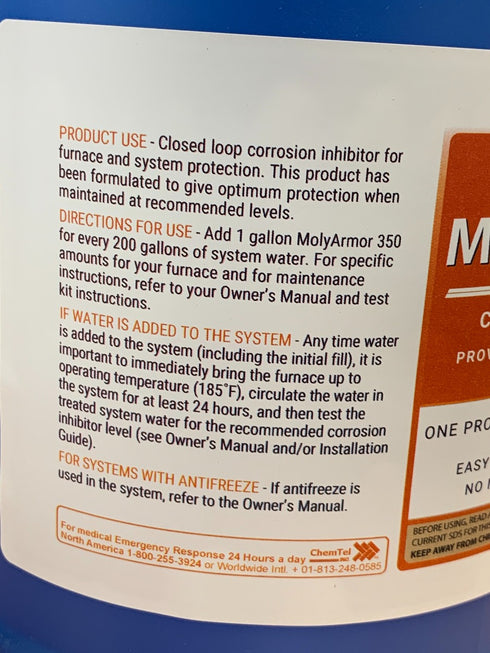 PRODUCT USE - Closed loop corrosion inhibitor for
furnace and system protection. This product has
been formulated to give optimum protection when
maintained at recommended levels.
DIRECTIONS FOR USE - Add 1 gallon MolyArmor 350
for every 200 gallons of system water. For specific
amounts for your furnace and for maintenance
instructions, refer to your Owner's Manual and test
kit instructions.
IF WATER IS ADDED TO THE SYSTEM - Any time water
is added to the system (including the initial fill), it is
important to immediately bring the furnace up to
operating temperature (185°F), circulate the water in
the system for at least 24 hours, and then test the
treated system water for the recommended corrosion
inhibitor level (see Owner's Manual and/or Installation
Guide).
FOR SYSTEMS WITH ANTIFREEZE - If antifreeze is
used in the system, refer to the Owner's Manual.
For medical Emergency Response 24 Hours a day ChemTel
North America 1-800-255-3924 or Worldwide Intl. + 01-813-248-0585
M
C
PROV
ONE PRO
EASY
NO
BEFORE USING, READ
CURRENT SDS FOR THI
KEEP AWAY FROM CHI